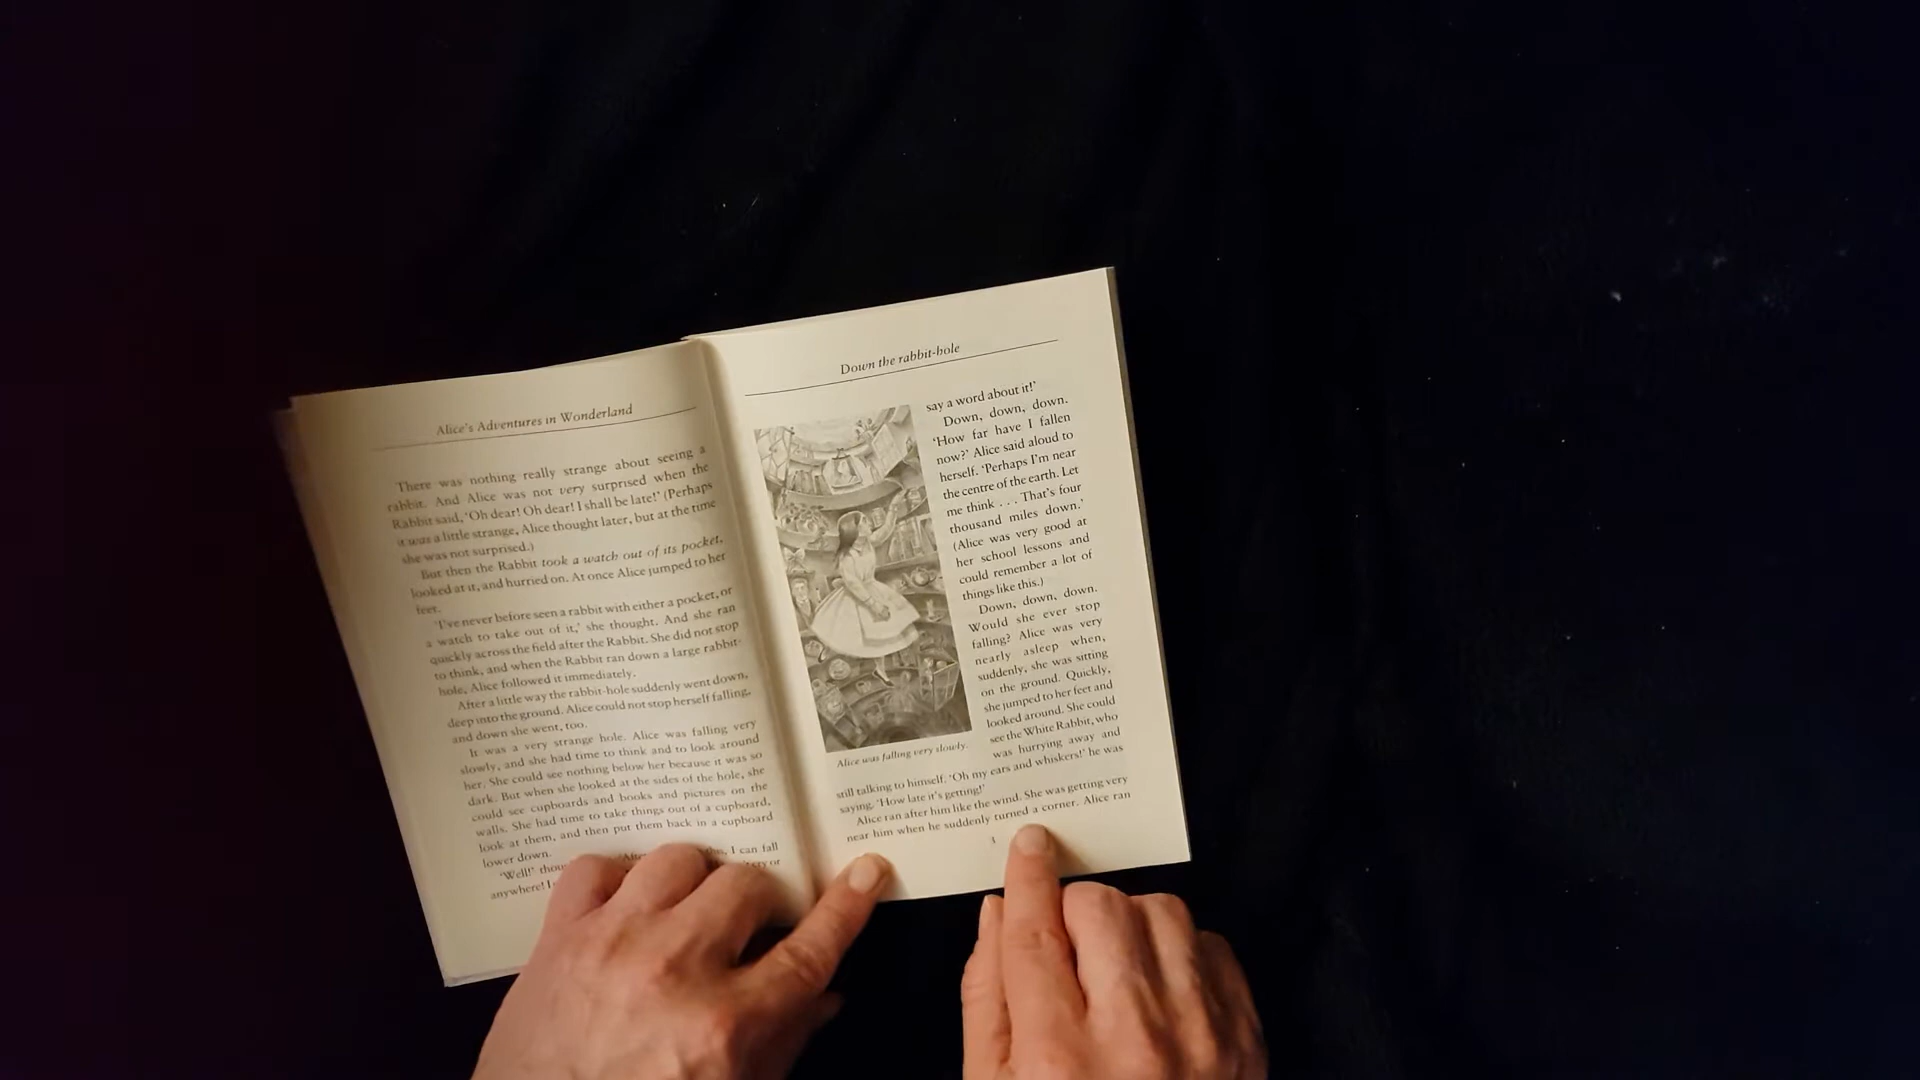 Alice's Adventures in Wonderland
There was nothing really strange about seeing a
rabbit. And Alice was not very surprised when the
Rabbit said, 'Oh dear! Oh dear! I shall be late!' (Perhaps
it was a little strange, Alice thought later, but at the time
she was not surprised.)
But then the Rabbit took a watch out of its pocket,
looked at it, and hurried on. At once Alice jumped to her
feet.
'I've never before seen a rabbit with either a pocket, or
a watch to take out of it,' she thought. And she ran
quickly across the field after the Rabbit. She did not stop
to think, and when the Rabbit ran down a large rabbit-
hole, Alice followed it immediately.
After a little way the rabbit-hole suddenly went down,
deep into the ground. Alice could not stop herself falling,
and down she went, too.
It was a very strange hole. Alice was falling very
slowly, and she had time to think and to look around
her. She could see nothing below her because it was so
dark. But when she looked at the sides of the hole, she
could see cupboards and books and pictures on the
walls. She had time to take things out of a cupboard,
look at them, and then put them back in a cupboard
lower down.
'Well!' I can fall
anywhere! or
Down the rabbit-hole
say a word about it!'
Down, down, down.
'How far have I fallen
now?' Alice said aloud to
herself. 'Perhaps I'm near
the centre of the earth. Let
me think . . . That's four
thousand miles down.'
(Alice was very good at
her school lessons and
could remember a lot of
things like this.)
Down, down, down.
Would she ever stop
falling? Alice was very
nearly asleep when,
suddenly, she was sitting
on the ground. Quickly,
she jumped to her feet and
looked around. She could
see the White Rabbit, who
was hurrying away and
Alice was falling very slowly.
still talking to himself. 'Oh my ears and whiskers!' he was
saying. 'How late it's getting!'
Alice ran after him like the wind. She was getting very
near him when he suddenly turned a corner. Alice ran